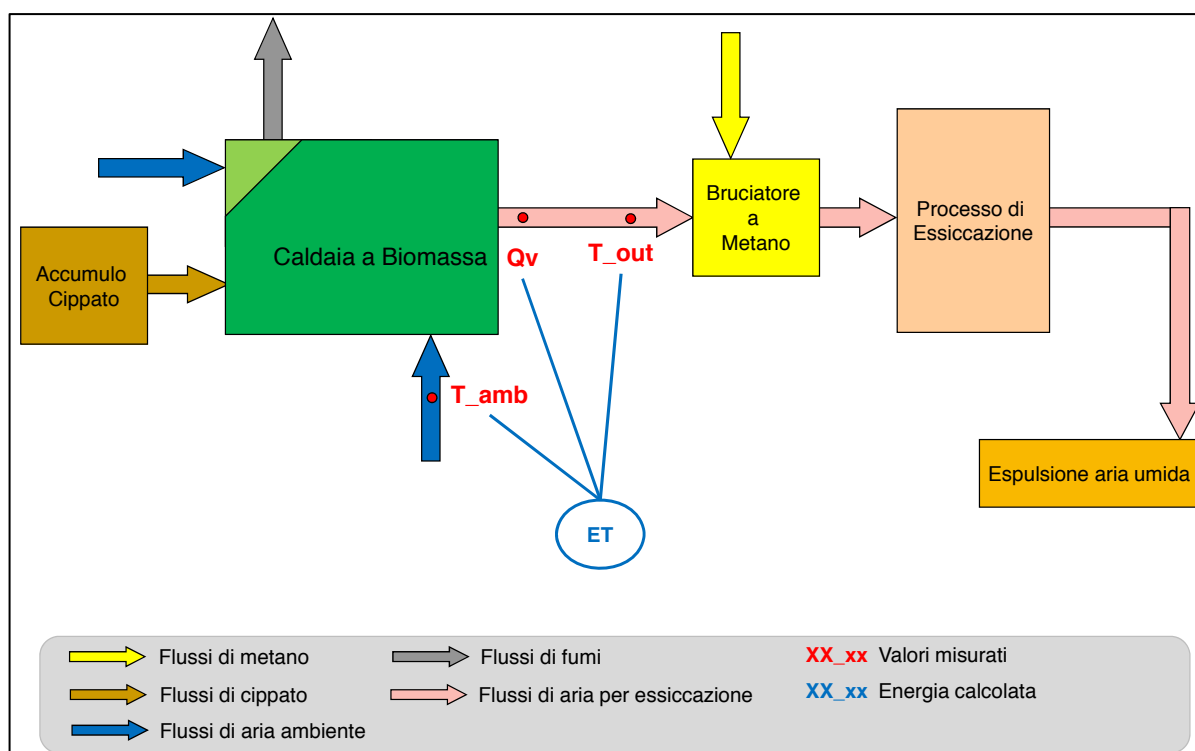 Accumulo
Cippato
Caldaia a Biomassa
Qv
T_out
T_amb
ET
Bruciatore
a
Metano
Processo di
Essiccazione
Espulsione aria umida
Flussi di metano
Flussi di cippato
Flussi di aria ambiente
Flussi di fumi
Flussi di aria per essiccazione
XX_xx Valori misurati
XX_xx Energia calcolata